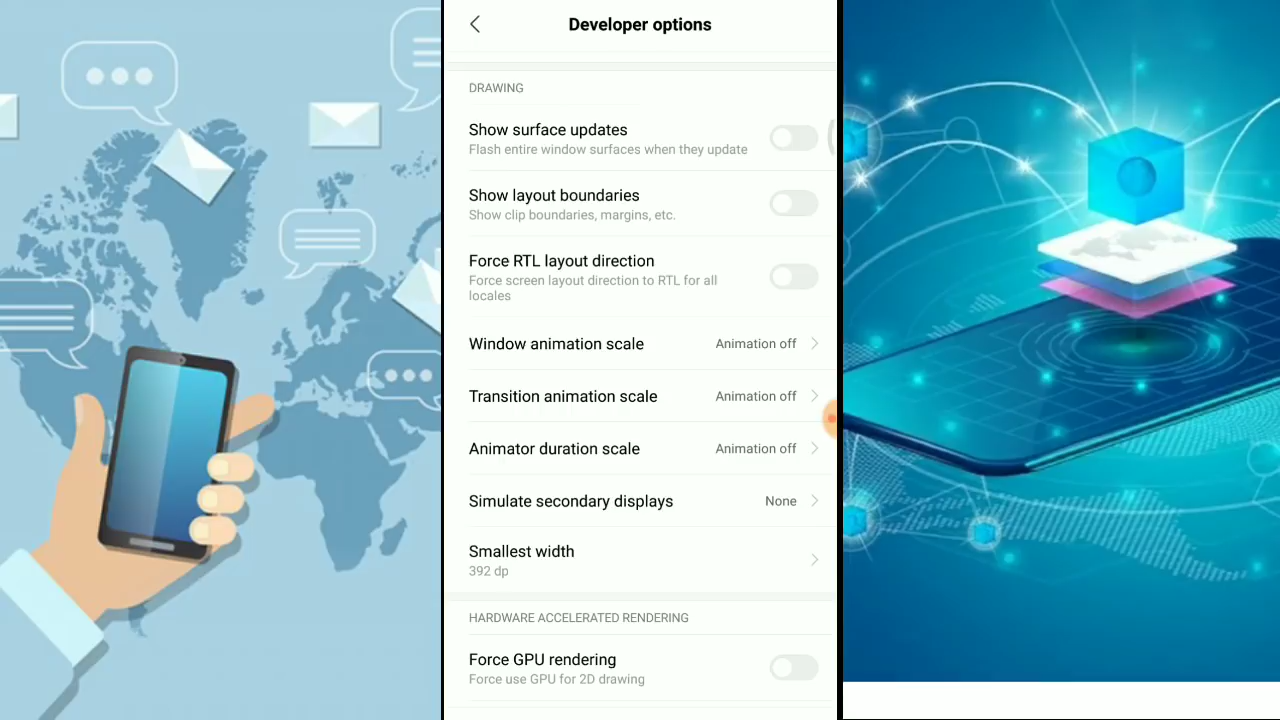 Developer options
DRAWING
Show surface updates
Flash entire window surfaces when they update
Show layout boundaries
Show clip boundaries, margins, etc.
Force RTL layout direction
Force screen layout direction to RTL for all
locales
Window animation scale Animation off
Transition animation scale Animation off
Animator duration scale Animation off
Simulate secondary displays None
Smallest width
392 dp
HARDWARE ACCELERATED RENDERING
Force GPU rendering
Force use GPU for 2D drawing